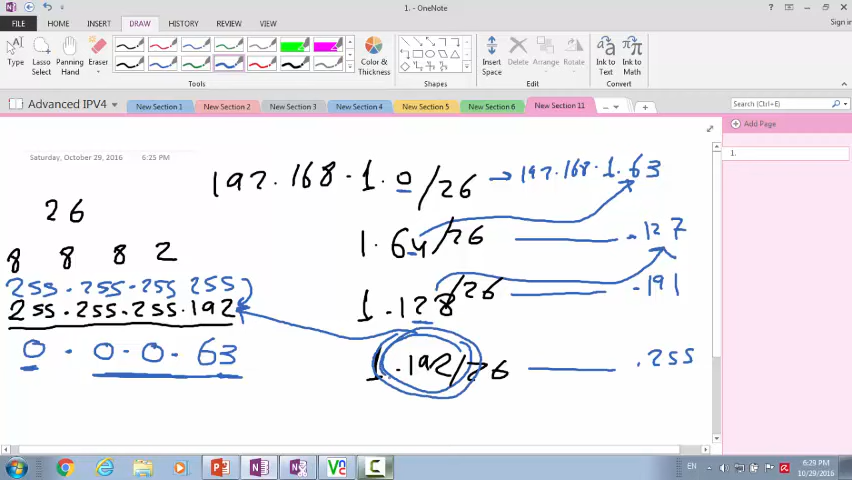 1. - OneNote
FILE HOME INSERT DRAW HISTORY REVIEW VIEW
Sign in
Type Lasso Select Panning Hand Eraser Color & Thickness Insert Space Delete Arrange Rotate Ink to Text Ink to Math
Tools Shapes Edit Convert
Advanced IPV4 New Section 1 New Section 2 New Section 3 New Section 4 New Section 5 New Section 6 New Section 11 Search (Ctrl+E)
Add Page
1.
Saturday, October 29, 2016 6:25 PM
192.168.1.0/26 → 192.168.1.63
26
1.64/26 .127
8 8 8 2
255.255.255 255
1.128/26 .191
255.255.255.192
0.0.0.63
1.192/26 .255
EN 6:29 PM
10/29/2016